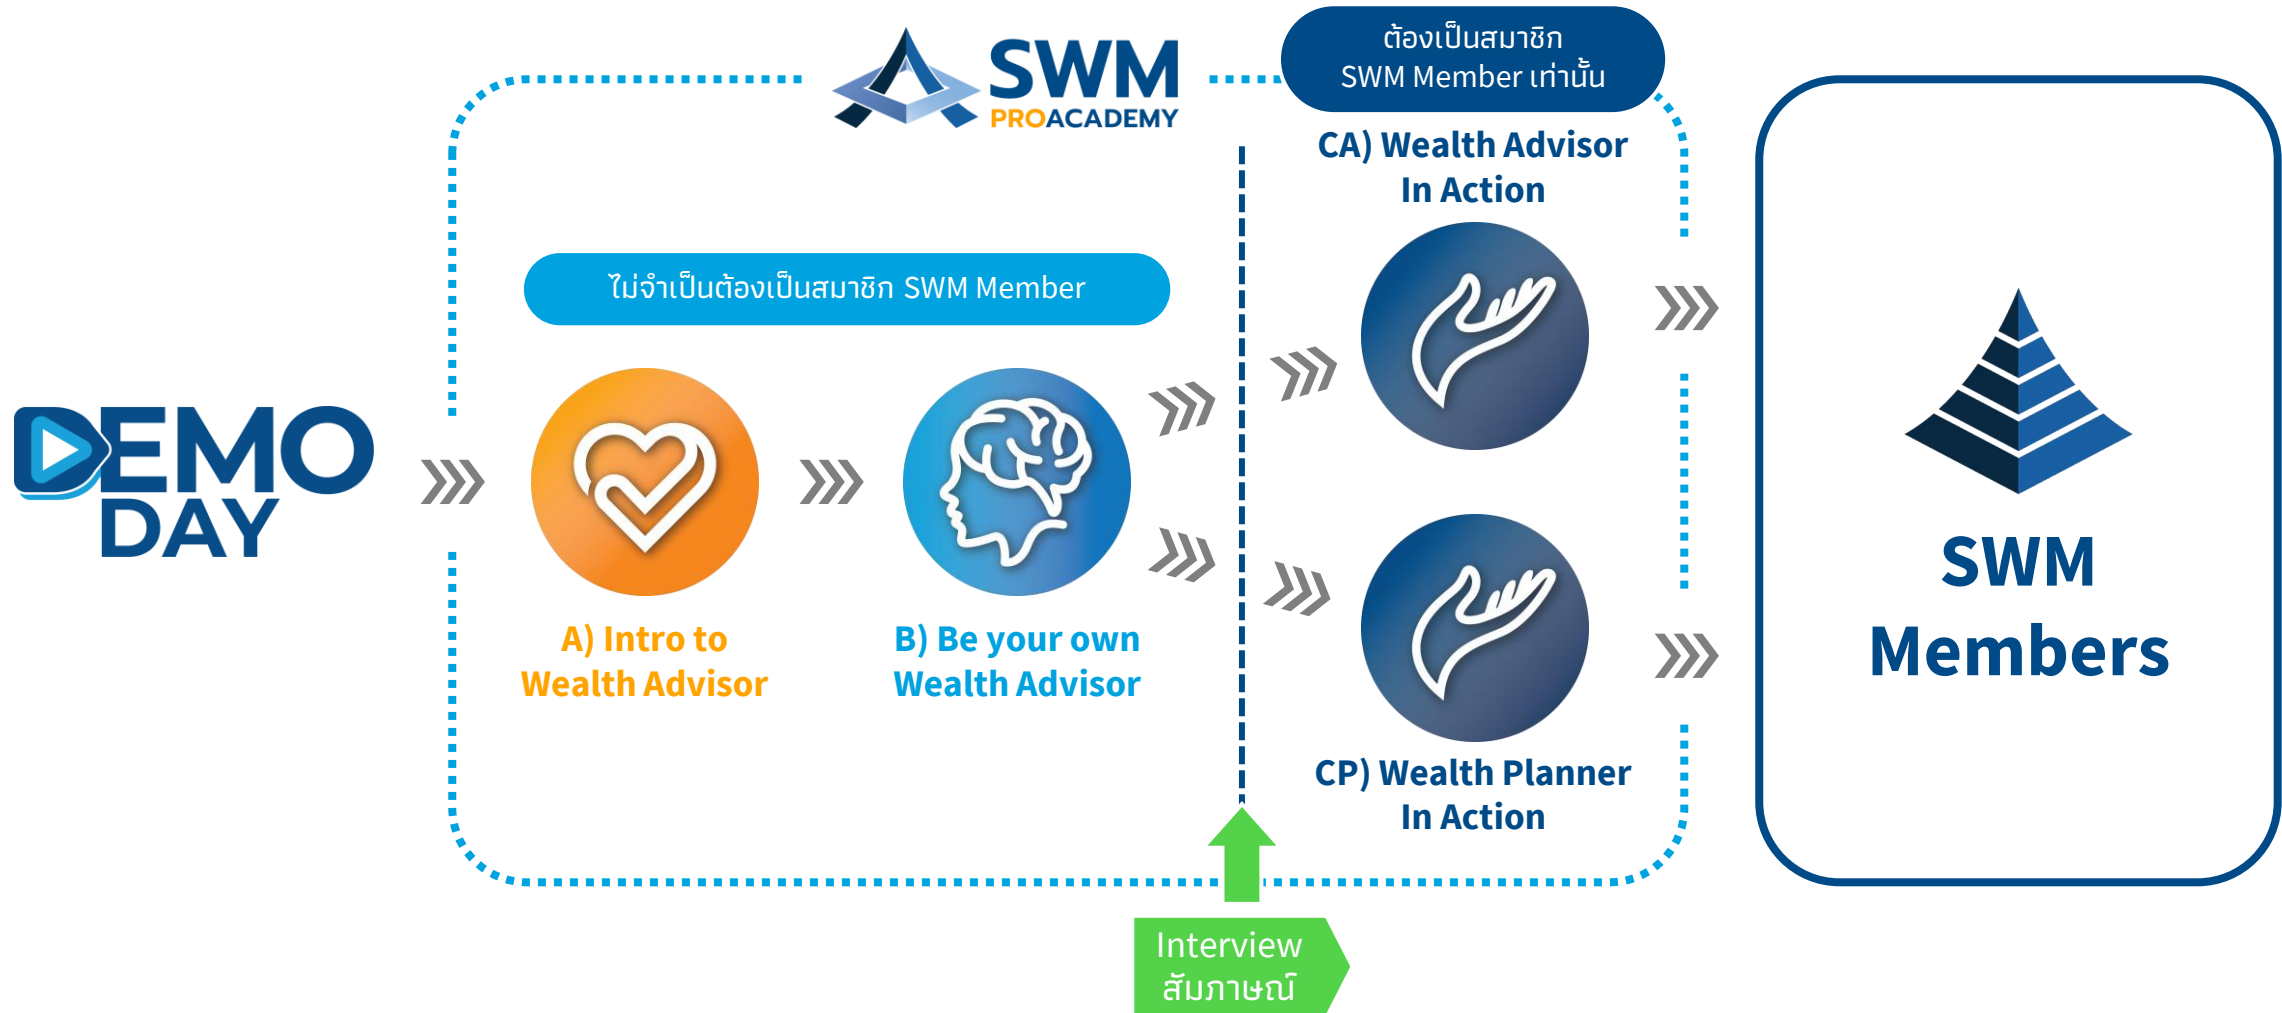 DEMO
DAY
SWM
PROACADEMY
ไม่จำเป็นต้องเป็นสมาชิก SWM Member
A) Intro to
Wealth Advisor
B) Be your own
Wealth Advisor
ต้องเป็นสมาชิก
SWM Member เท่านั้น
CA) Wealth Advisor
In Action
CP) Wealth Planner
In Action
Interview
สัมภาษณ์
SWM
Members